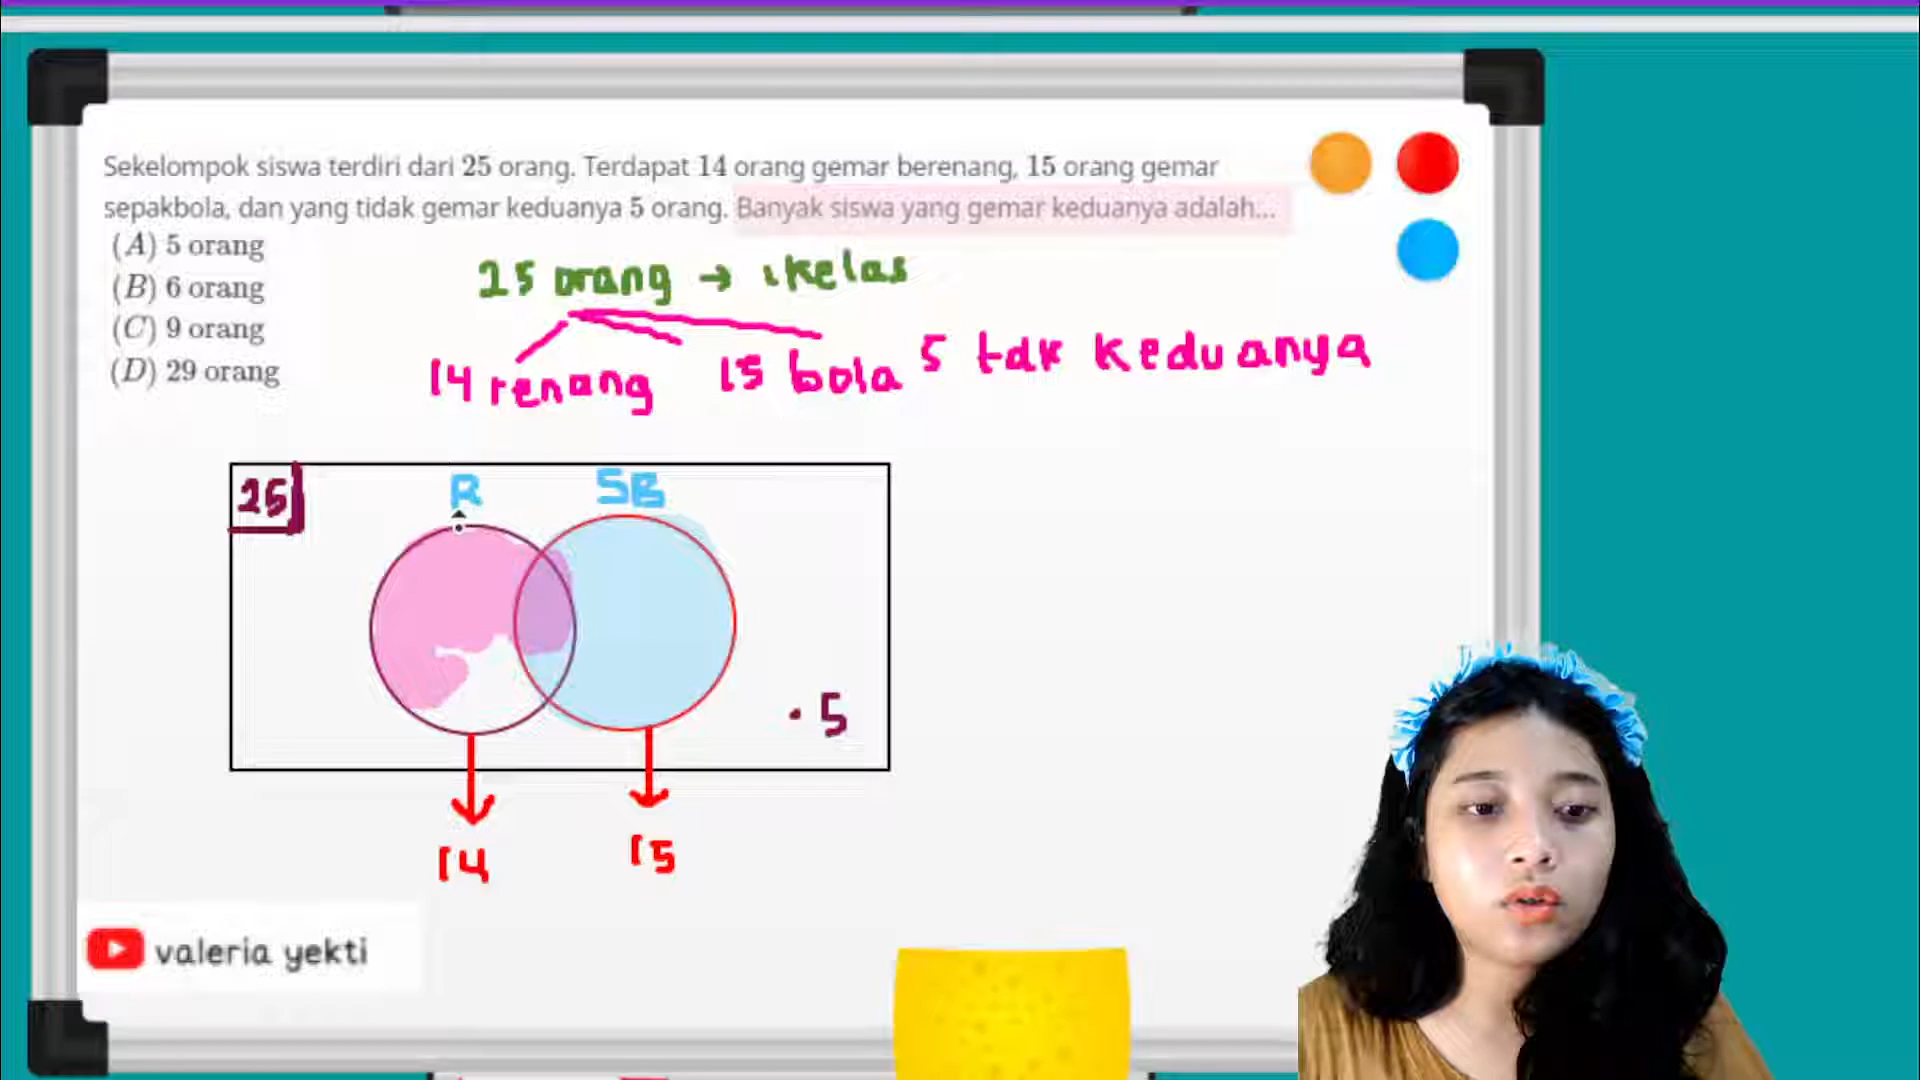 Sekelompok siswa terdiri dari 25 orang. Terdapat 14 orang gemar berenang, 15 orang gemar
sepakbola, dan yang tidak gemar keduanya 5 orang. Banyak siswa yang gemar keduanya adalah...
(A) 5 orang
(B) 6 orang
(C) 9 orang
(D) 29 orang
25 orang → 1 kelas
14 renang 15 bola 5 tak keduanya
25 R SB
• 5
14 15
valeria yekti